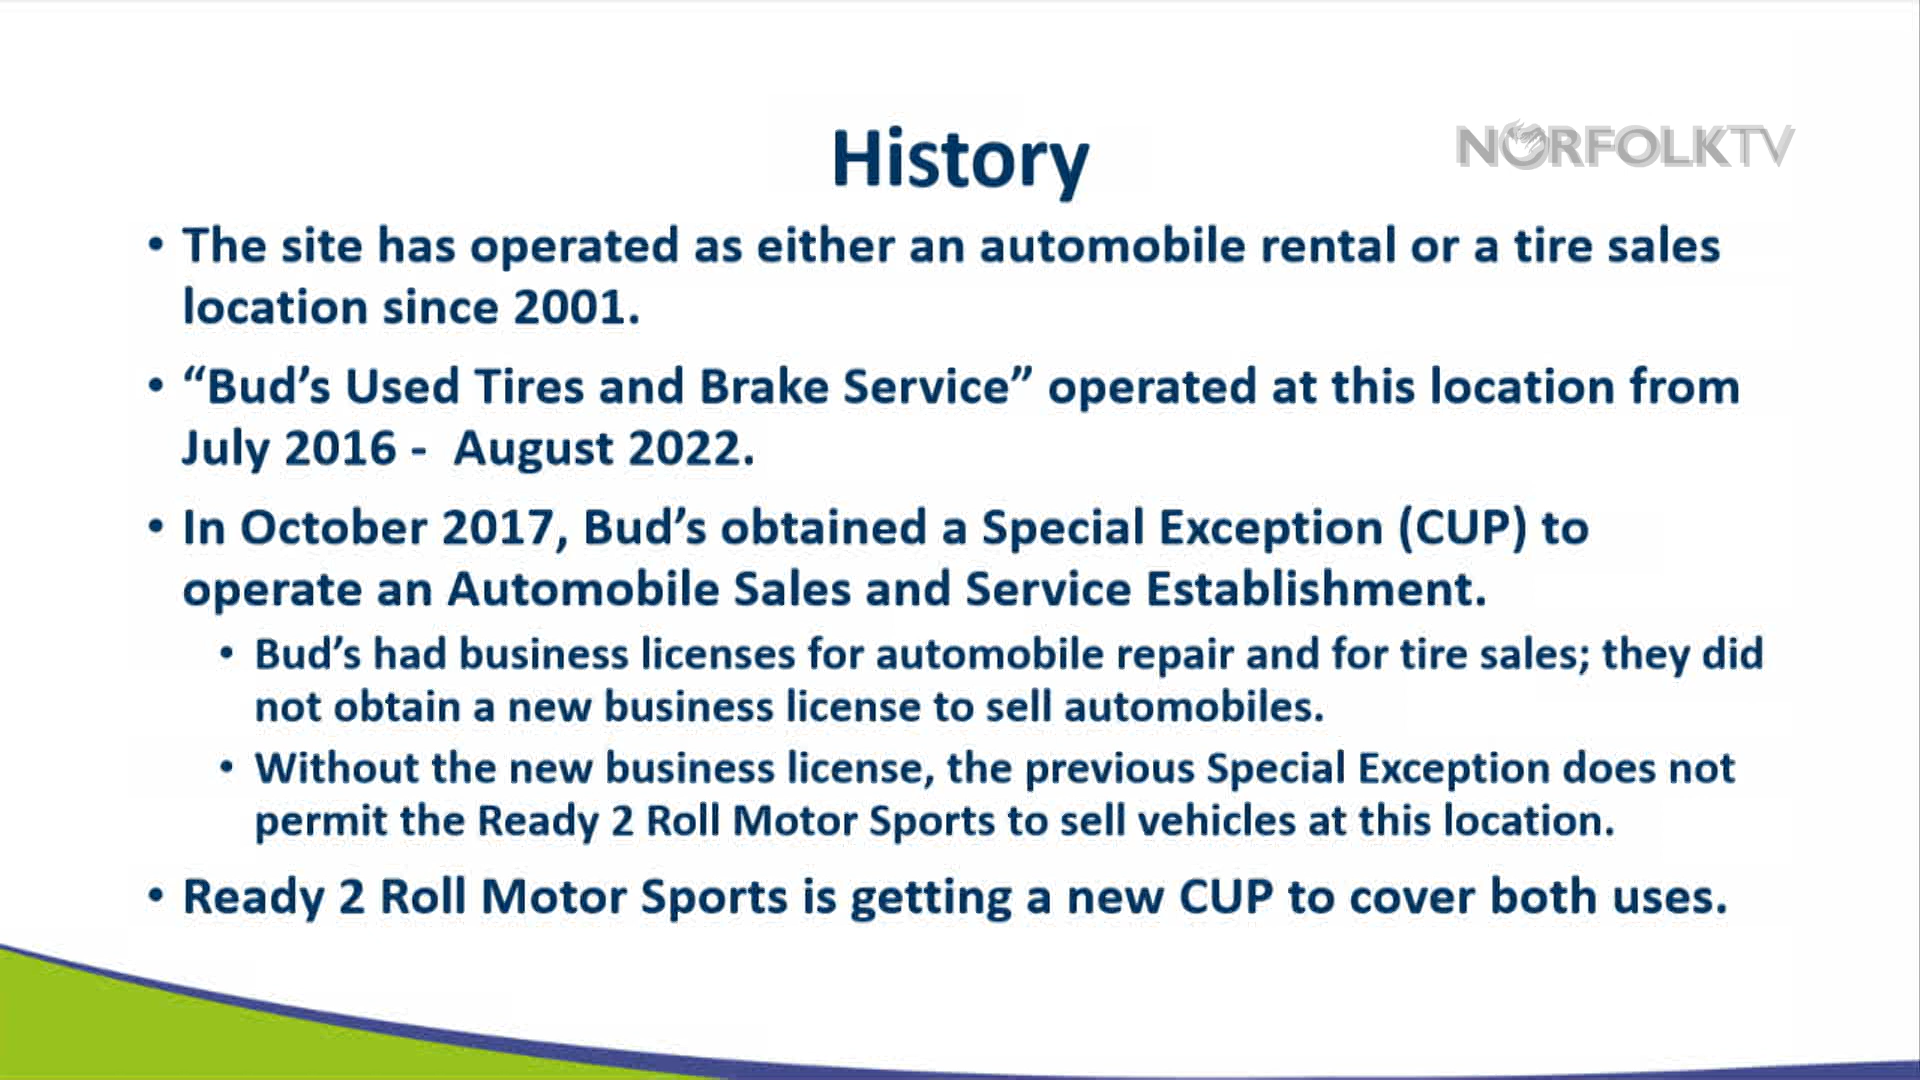 History
NORFOLKTV
• The site has operated as either an automobile rental or a tire sales
location since 2001.
• “Bud’s Used Tires and Brake Service” operated at this location from
July 2016 -  August 2022.
• In October 2017, Bud’s obtained a Special Exception (CUP) to
operate an Automobile Sales and Service Establishment.
• Bud’s had business licenses for automobile repair and for tire sales; they did
not obtain a new business license to sell automobiles.
• Without the new business license, the previous Special Exception does not
permit the Ready 2 Roll Motor Sports to sell vehicles at this location.
• Ready 2 Roll Motor Sports is getting a new CUP to cover both uses.